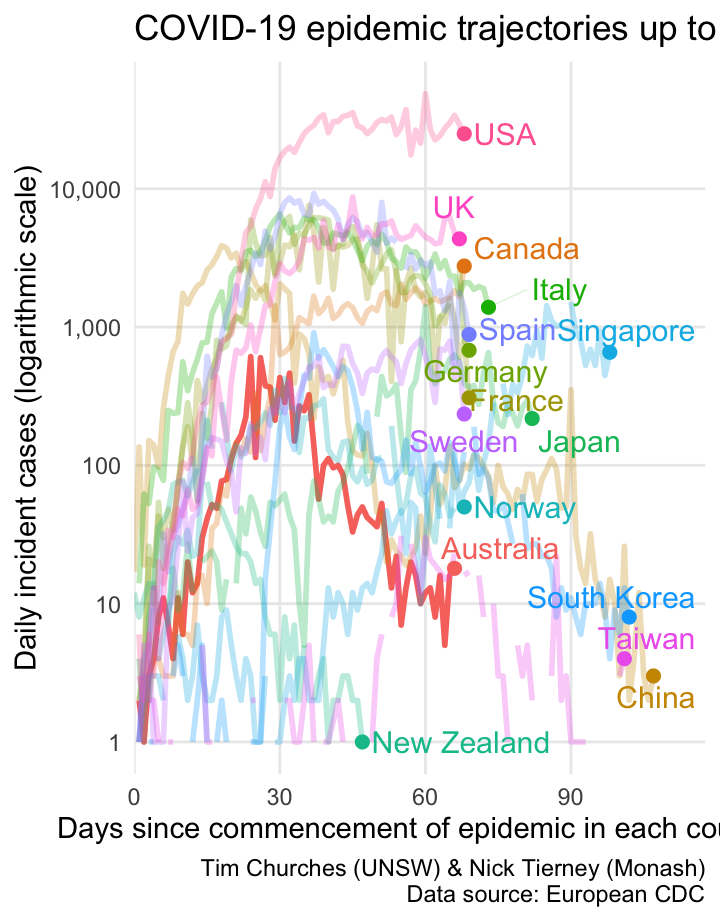 COVID-19 epidemic trajectories up to
Daily incident cases (logarithmic scale)
10,000
1,000
100
10
1
USA
UK
Canada
Italy
Spain
Singapore
Germany
France
Sweden
Japan
Norway
Australia
South Korea
Taiwan
China
New Zealand
0 30 60 90
Days since commencement of epidemic in each cou
Tim Churches (UNSW) & Nick Tierney (Monash)
Data source: European CDC